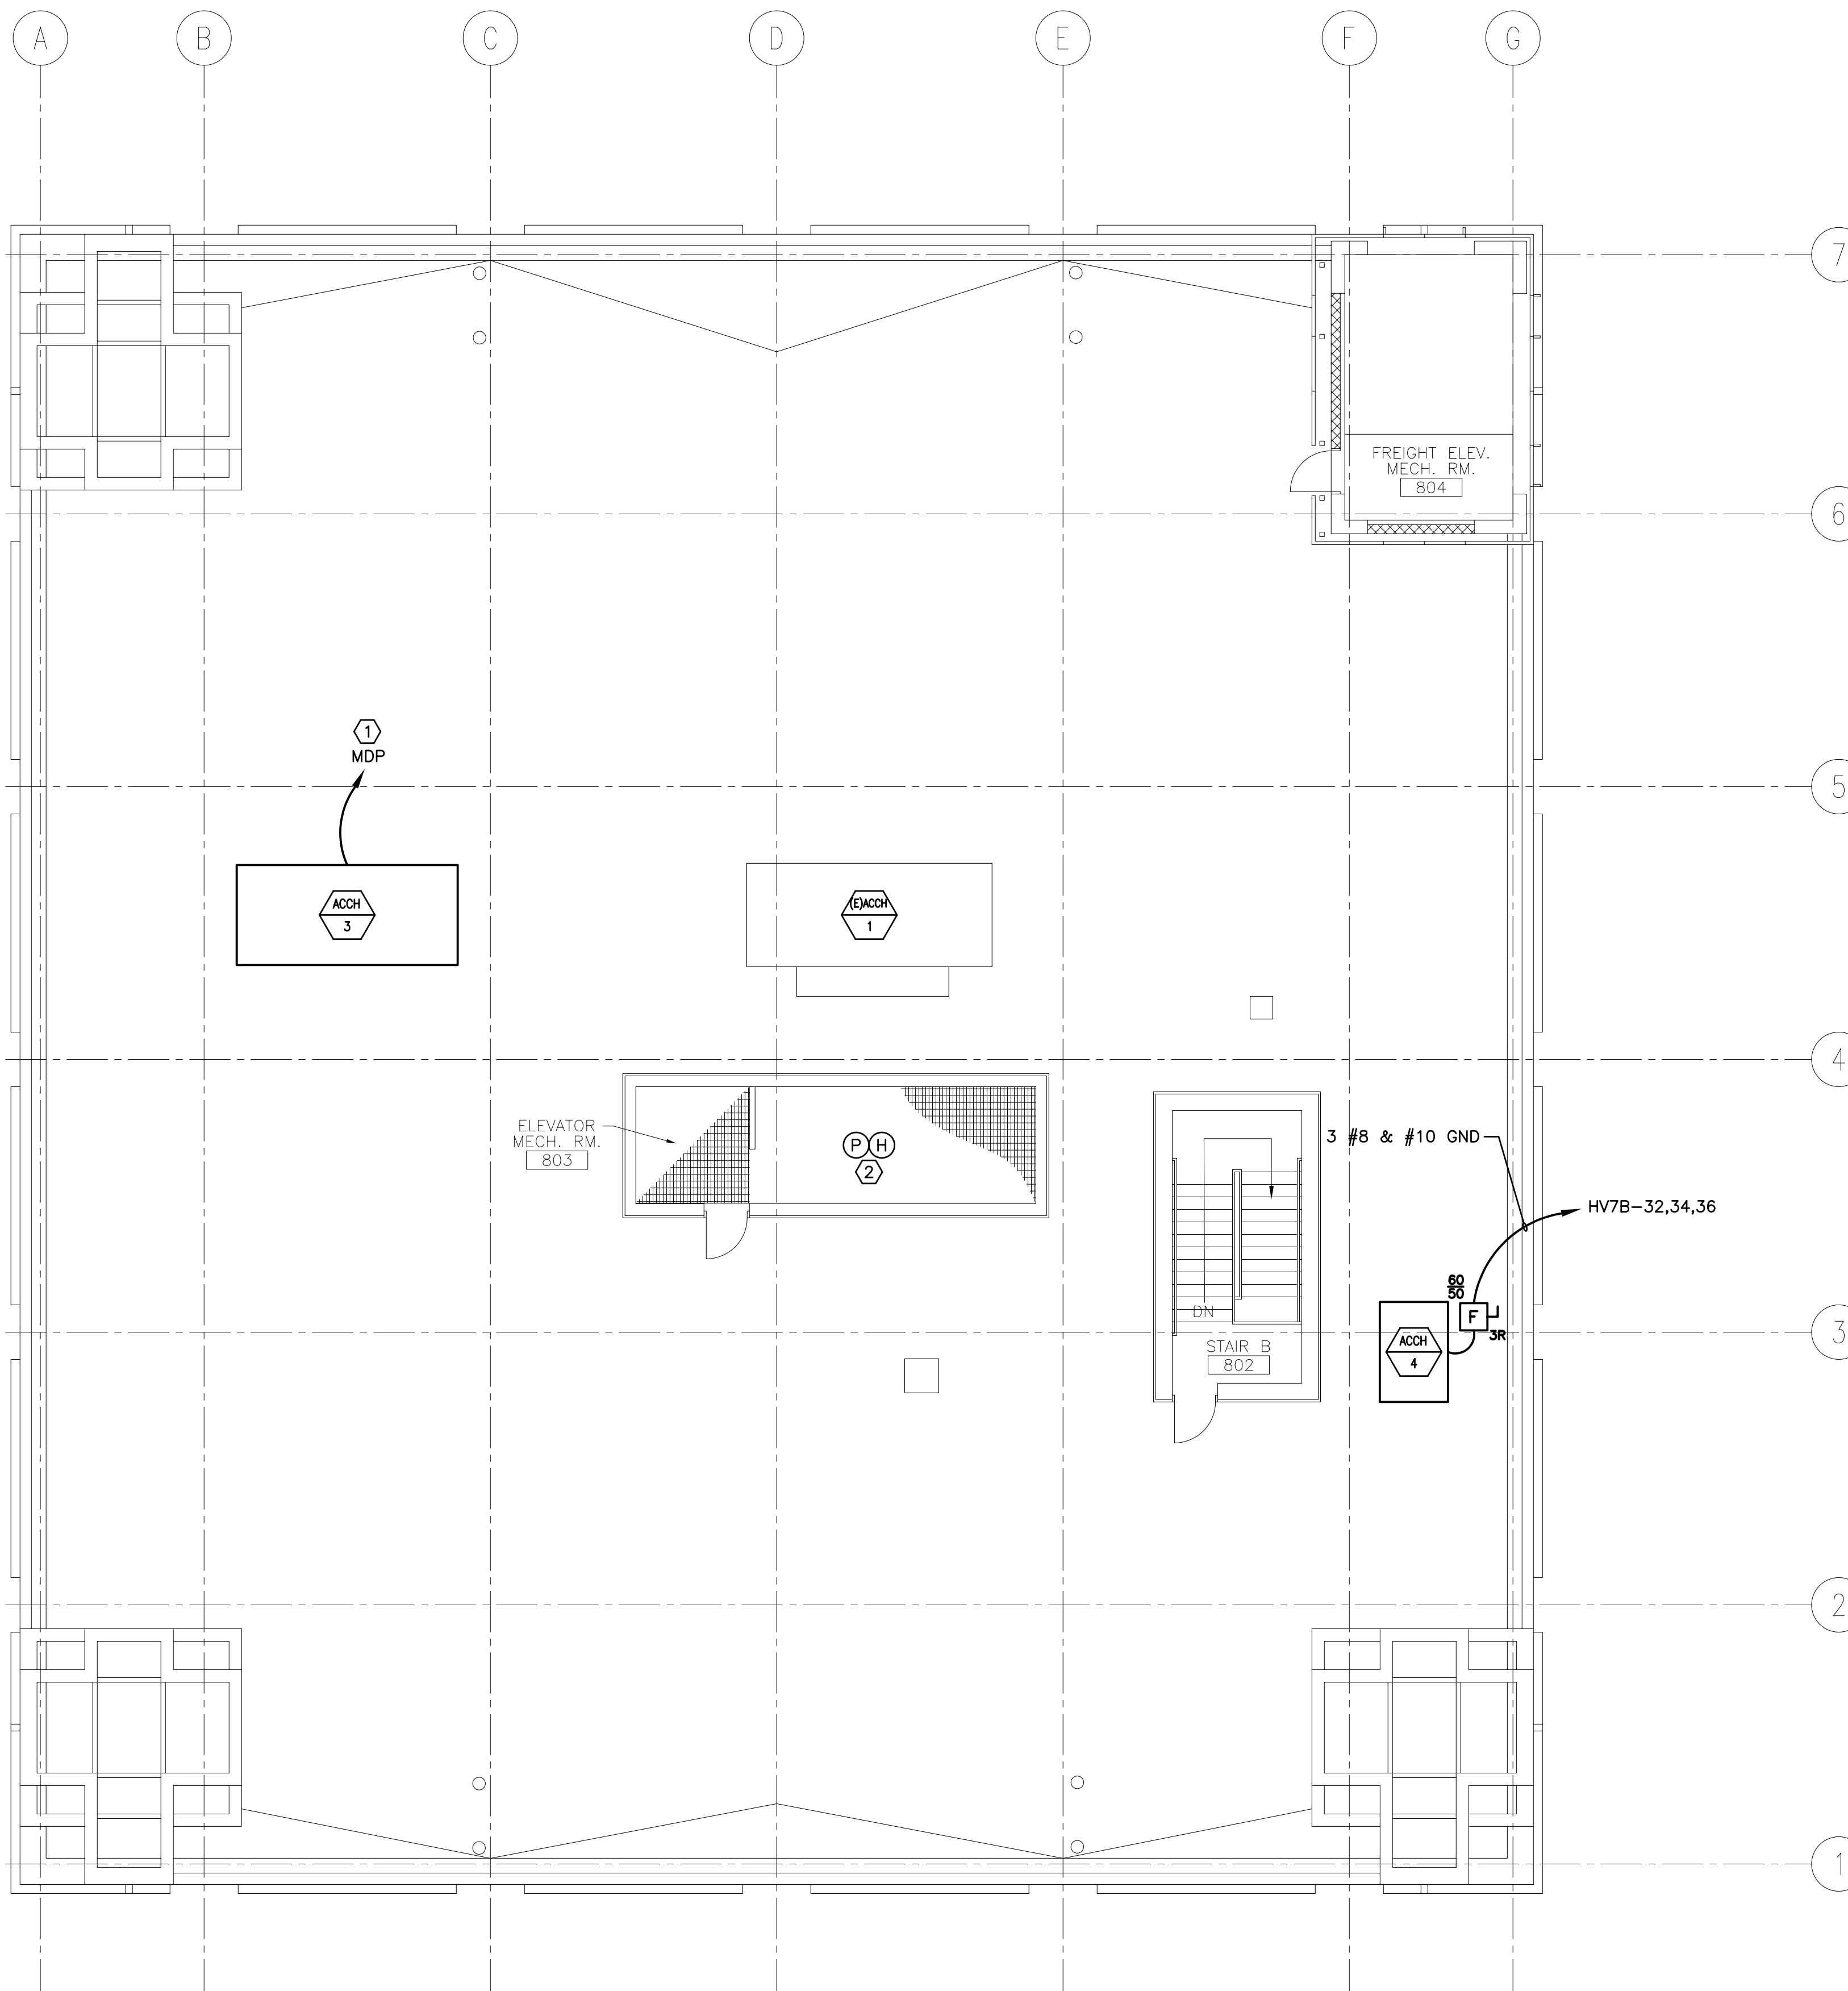 A B C D E F G
7
FREIGHT ELEV.
MECH. RM.
804
6
1
MDP
5
ACCH
3
(E)ACCH
1
4
ELEVATOR
MECH. RM.
803
P H
2
3 #8 & #10 GND
HV7B-32,34,36
60
50
F
3R
DN
3
ACCH
4
STAIR B
802
2
1